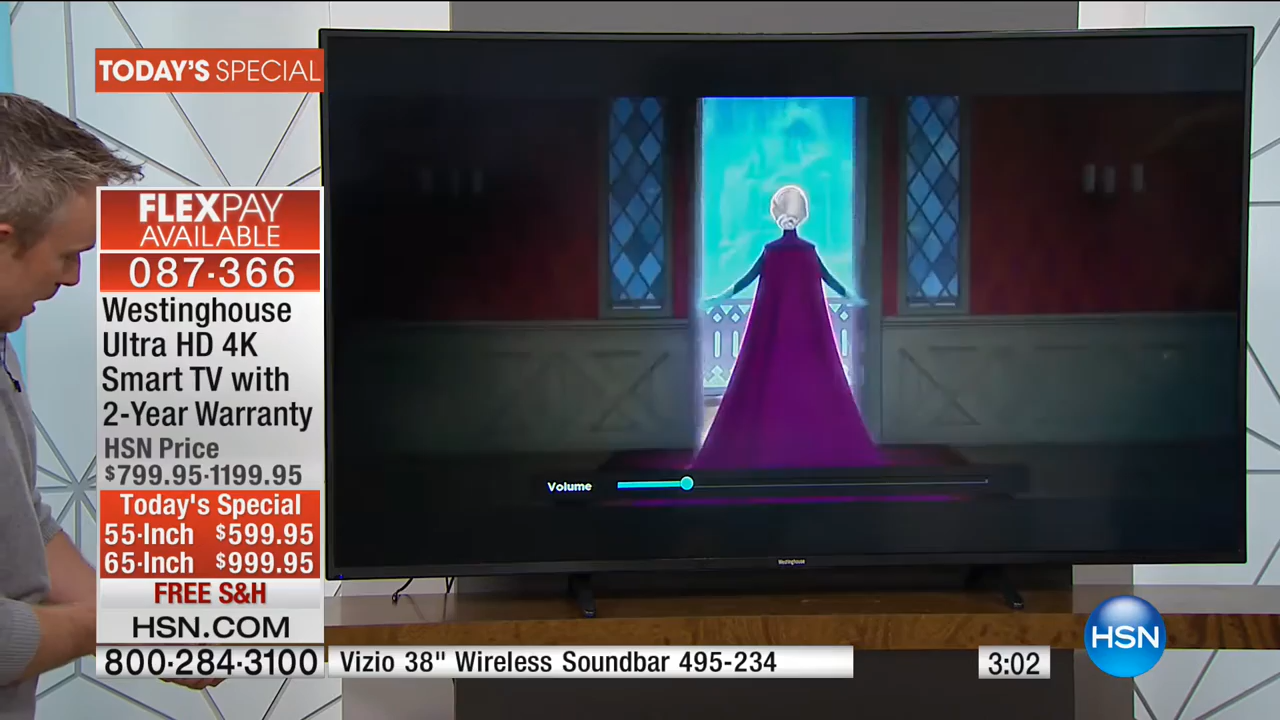 TODAY'S SPECIAL
FLEXPAY
AVAILABLE
087·366
Westinghouse
Ultra HD 4K
Smart TV with
2-Year Warranty
HSN Price
$799.95-1199.95
Today's Special
55-Inch $599.95
65-Inch $999.95
FREE S&H
HSN.COM
800·284·3100
Volume
Westinghouse
Vizio 38" Wireless Soundbar 495-234
3:02
HSN